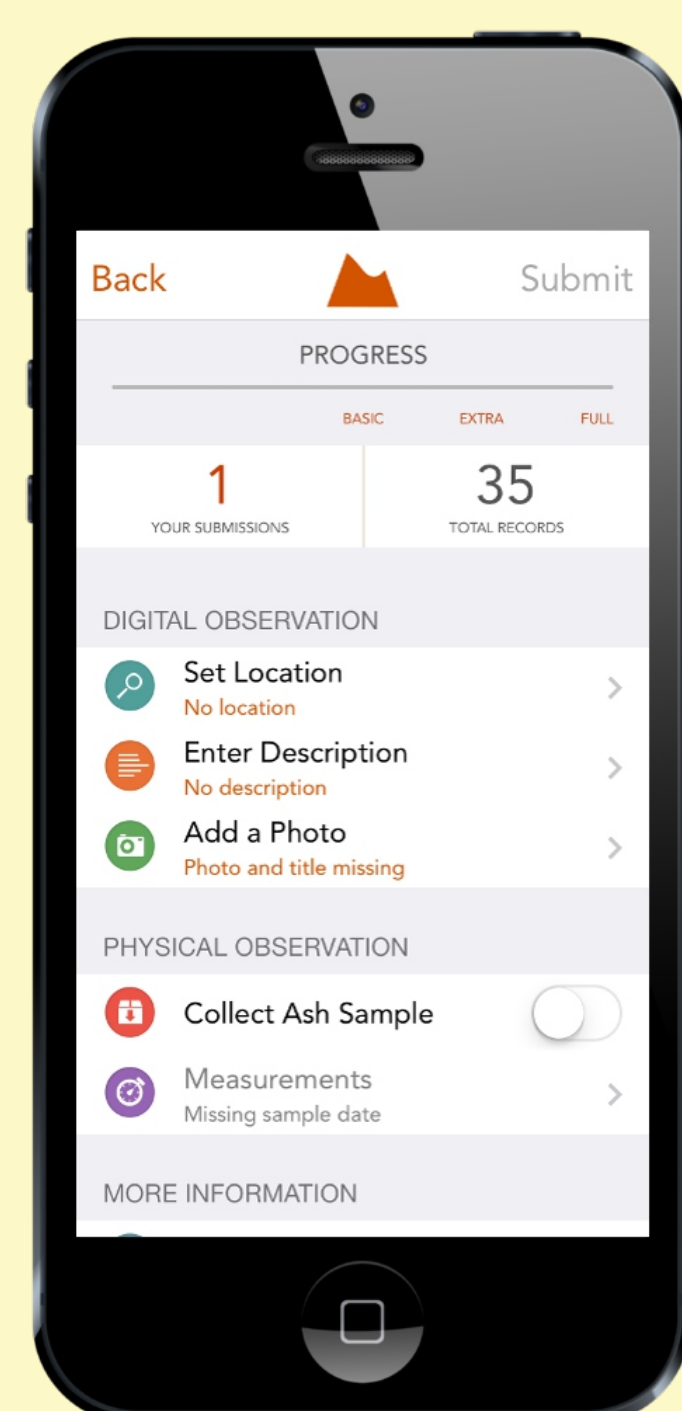 Back
Submit
PROGRESS
BASIC EXTRA FULL
1
YOUR SUBMISSIONS
35
TOTAL RECORDS
DIGITAL OBSERVATION
Set Location
No location
Enter Description
No description
Add a Photo
Photo and title missing
PHYSICAL OBSERVATION
Collect Ash Sample
Measurements
Missing sample date
MORE INFORMATION